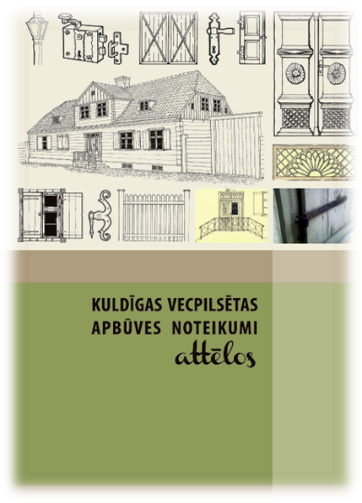 KULDĪGAS VECPILSĒTAS
APBŪVES NOTEIKUMI
attēlos